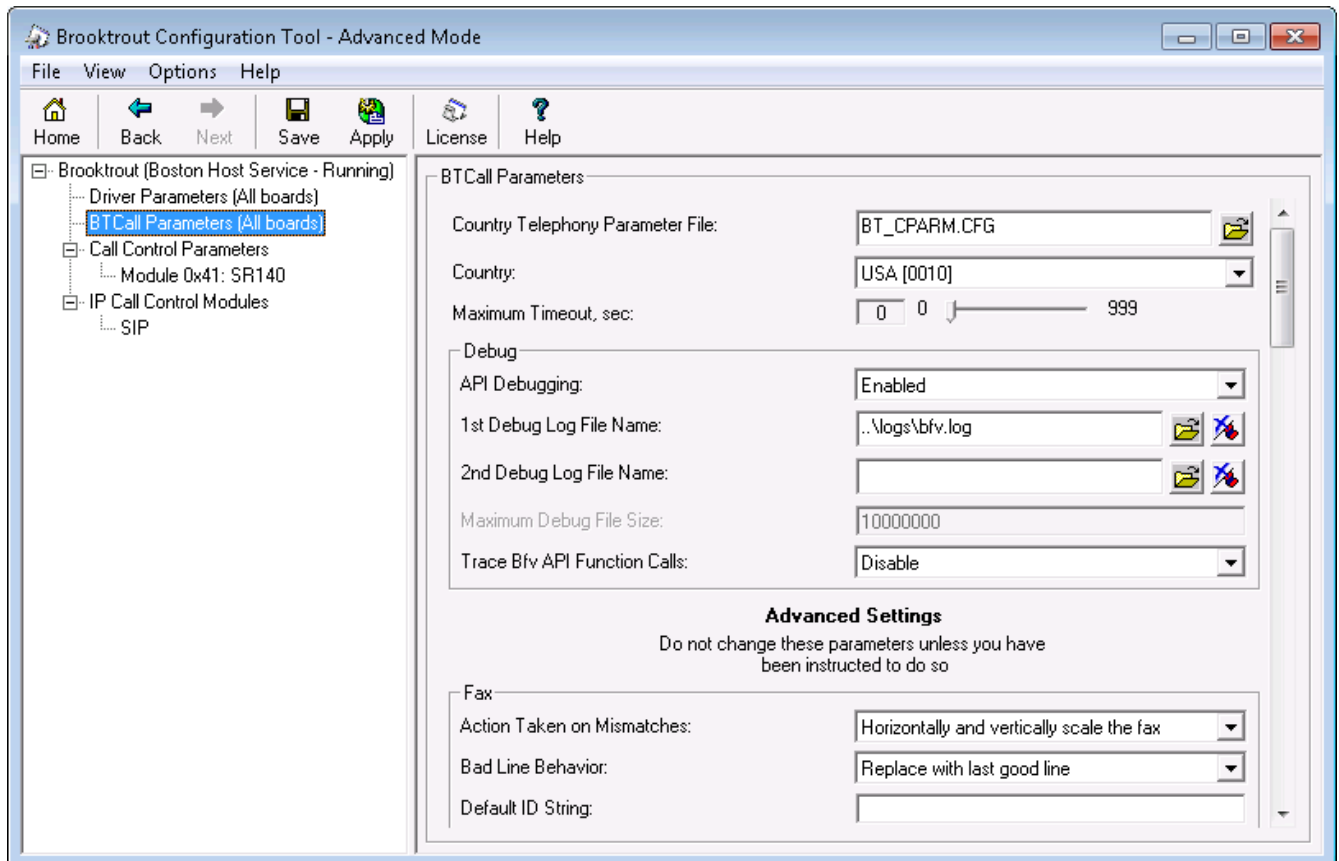 Brooktrout Configuration Tool - Advanced Mode
File View Options Help
Home Back Next Save Apply License Help
Brooktrout (Boston Host Service - Running)
Driver Parameters (All boards)
BTCall Parameters (All boards)
Call Control Parameters
Module 0x41: SR140
IP Call Control Modules
SIP
BTCall Parameters
Country Telephony Parameter File: BT_CPARM.CFG
Country: USA [0010]
Maximum Timeout, sec: 0 0 999
Debug
API Debugging: Enabled
1st Debug Log File Name: ..\logs\bfv.log
2nd Debug Log File Name:
Maximum Debug File Size: 10000000
Trace Bfv API Function Calls: Disable
Advanced Settings
Do not change these parameters unless you have
been instructed to do so
Fax
Action Taken on Mismatches: Horizontally and vertically scale the fax
Bad Line Behavior: Replace with last good line
Default ID String: